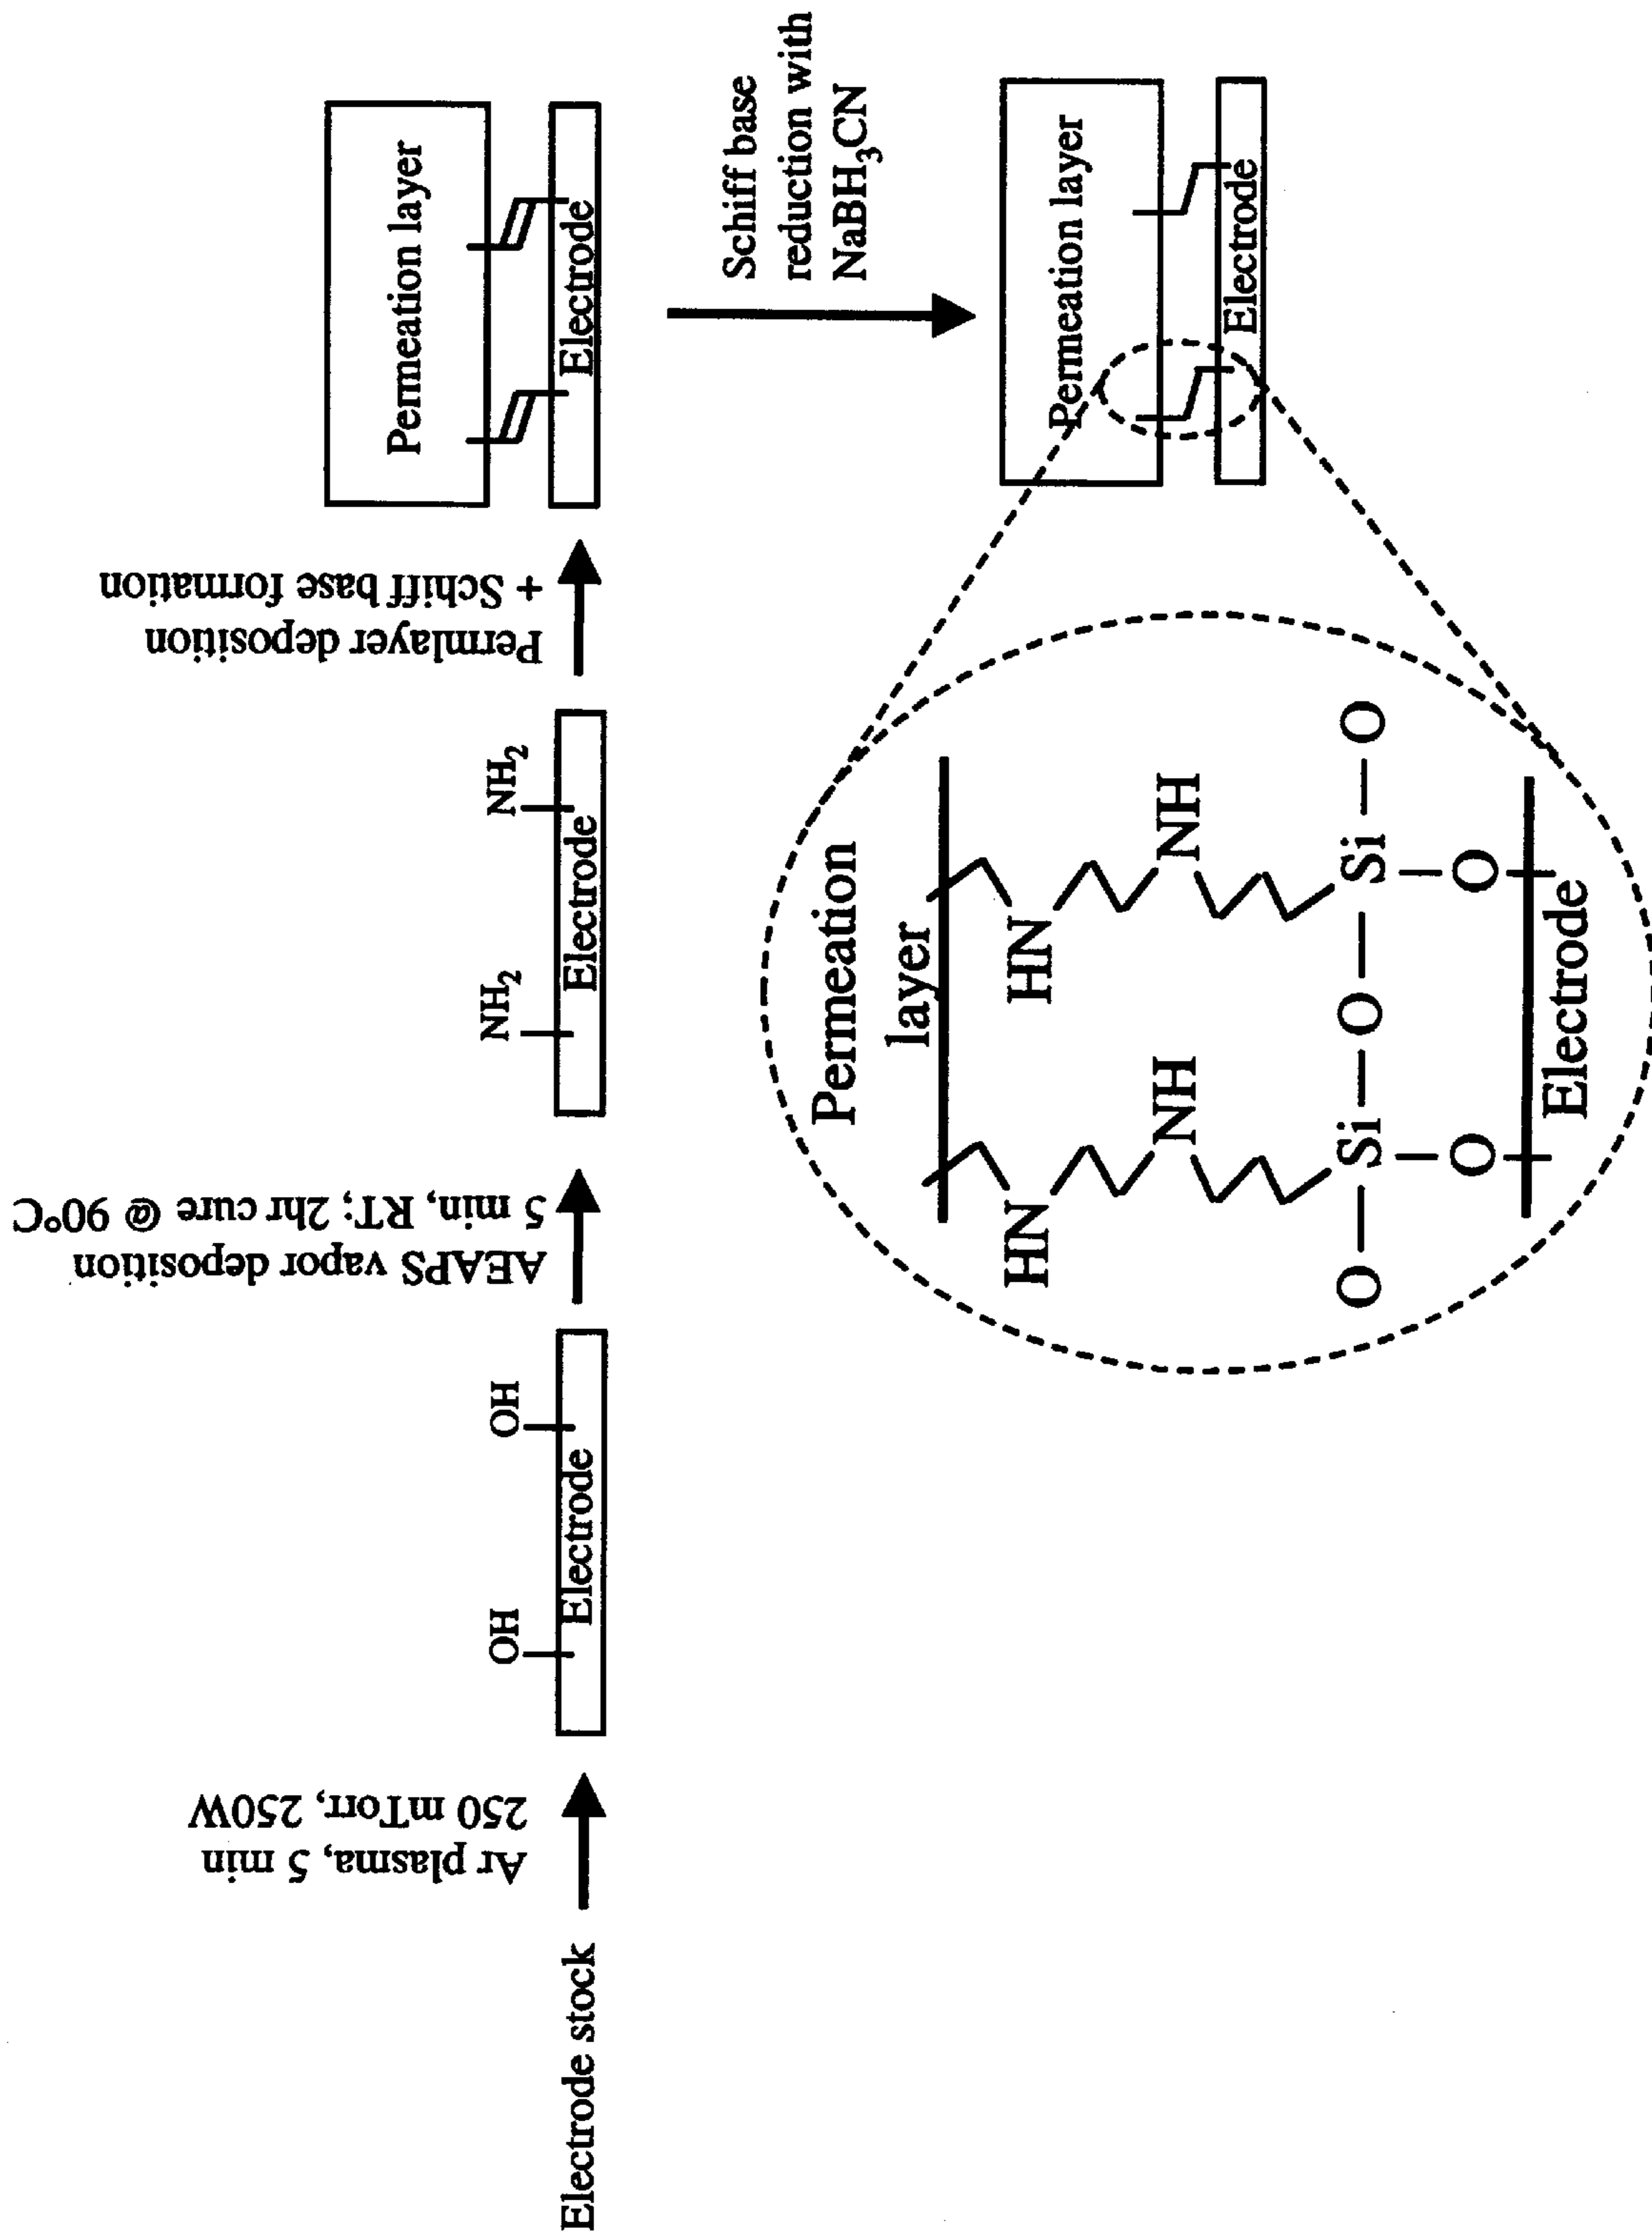 Electrode stock
Ar plasma, 5 min
250 mTorr, 250W
OH
OH
Electrode
AEAPS vapor deposition
5 min, RT; 2hr cure @ 90°C
NH₂
NH₂
Electrode
Permlayer deposition
+ Schiff base formation
Permeation layer
Electrode
Schiff base
reduction with
NaBH₃CN
Permeation layer
Electrode
Permeation
layer
HN
HN
NH
NH
O — Si — O — Si — O
O
O
Electrode